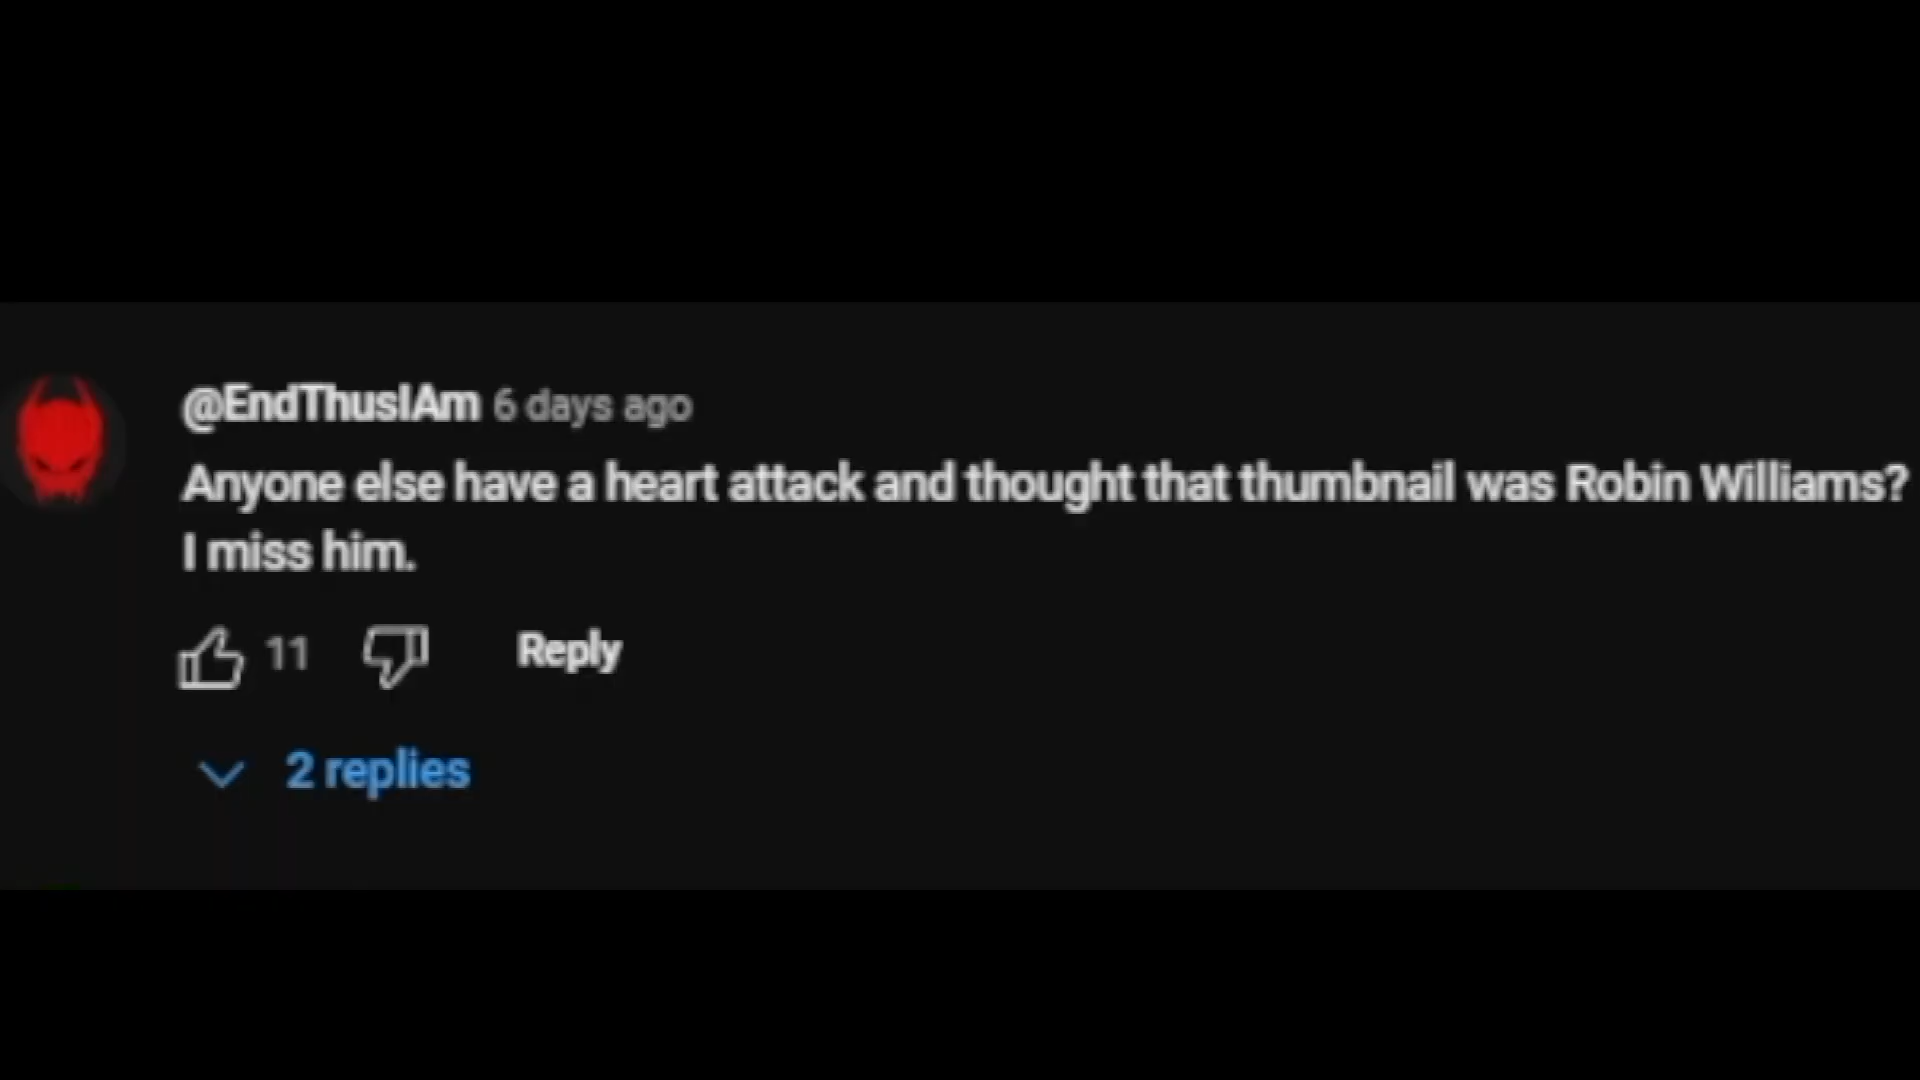 @EndThusIAm 6 days ago
Anyone else have a heart attack and thought that thumbnail was Robin Williams?
I miss him.
11 Reply
2 replies